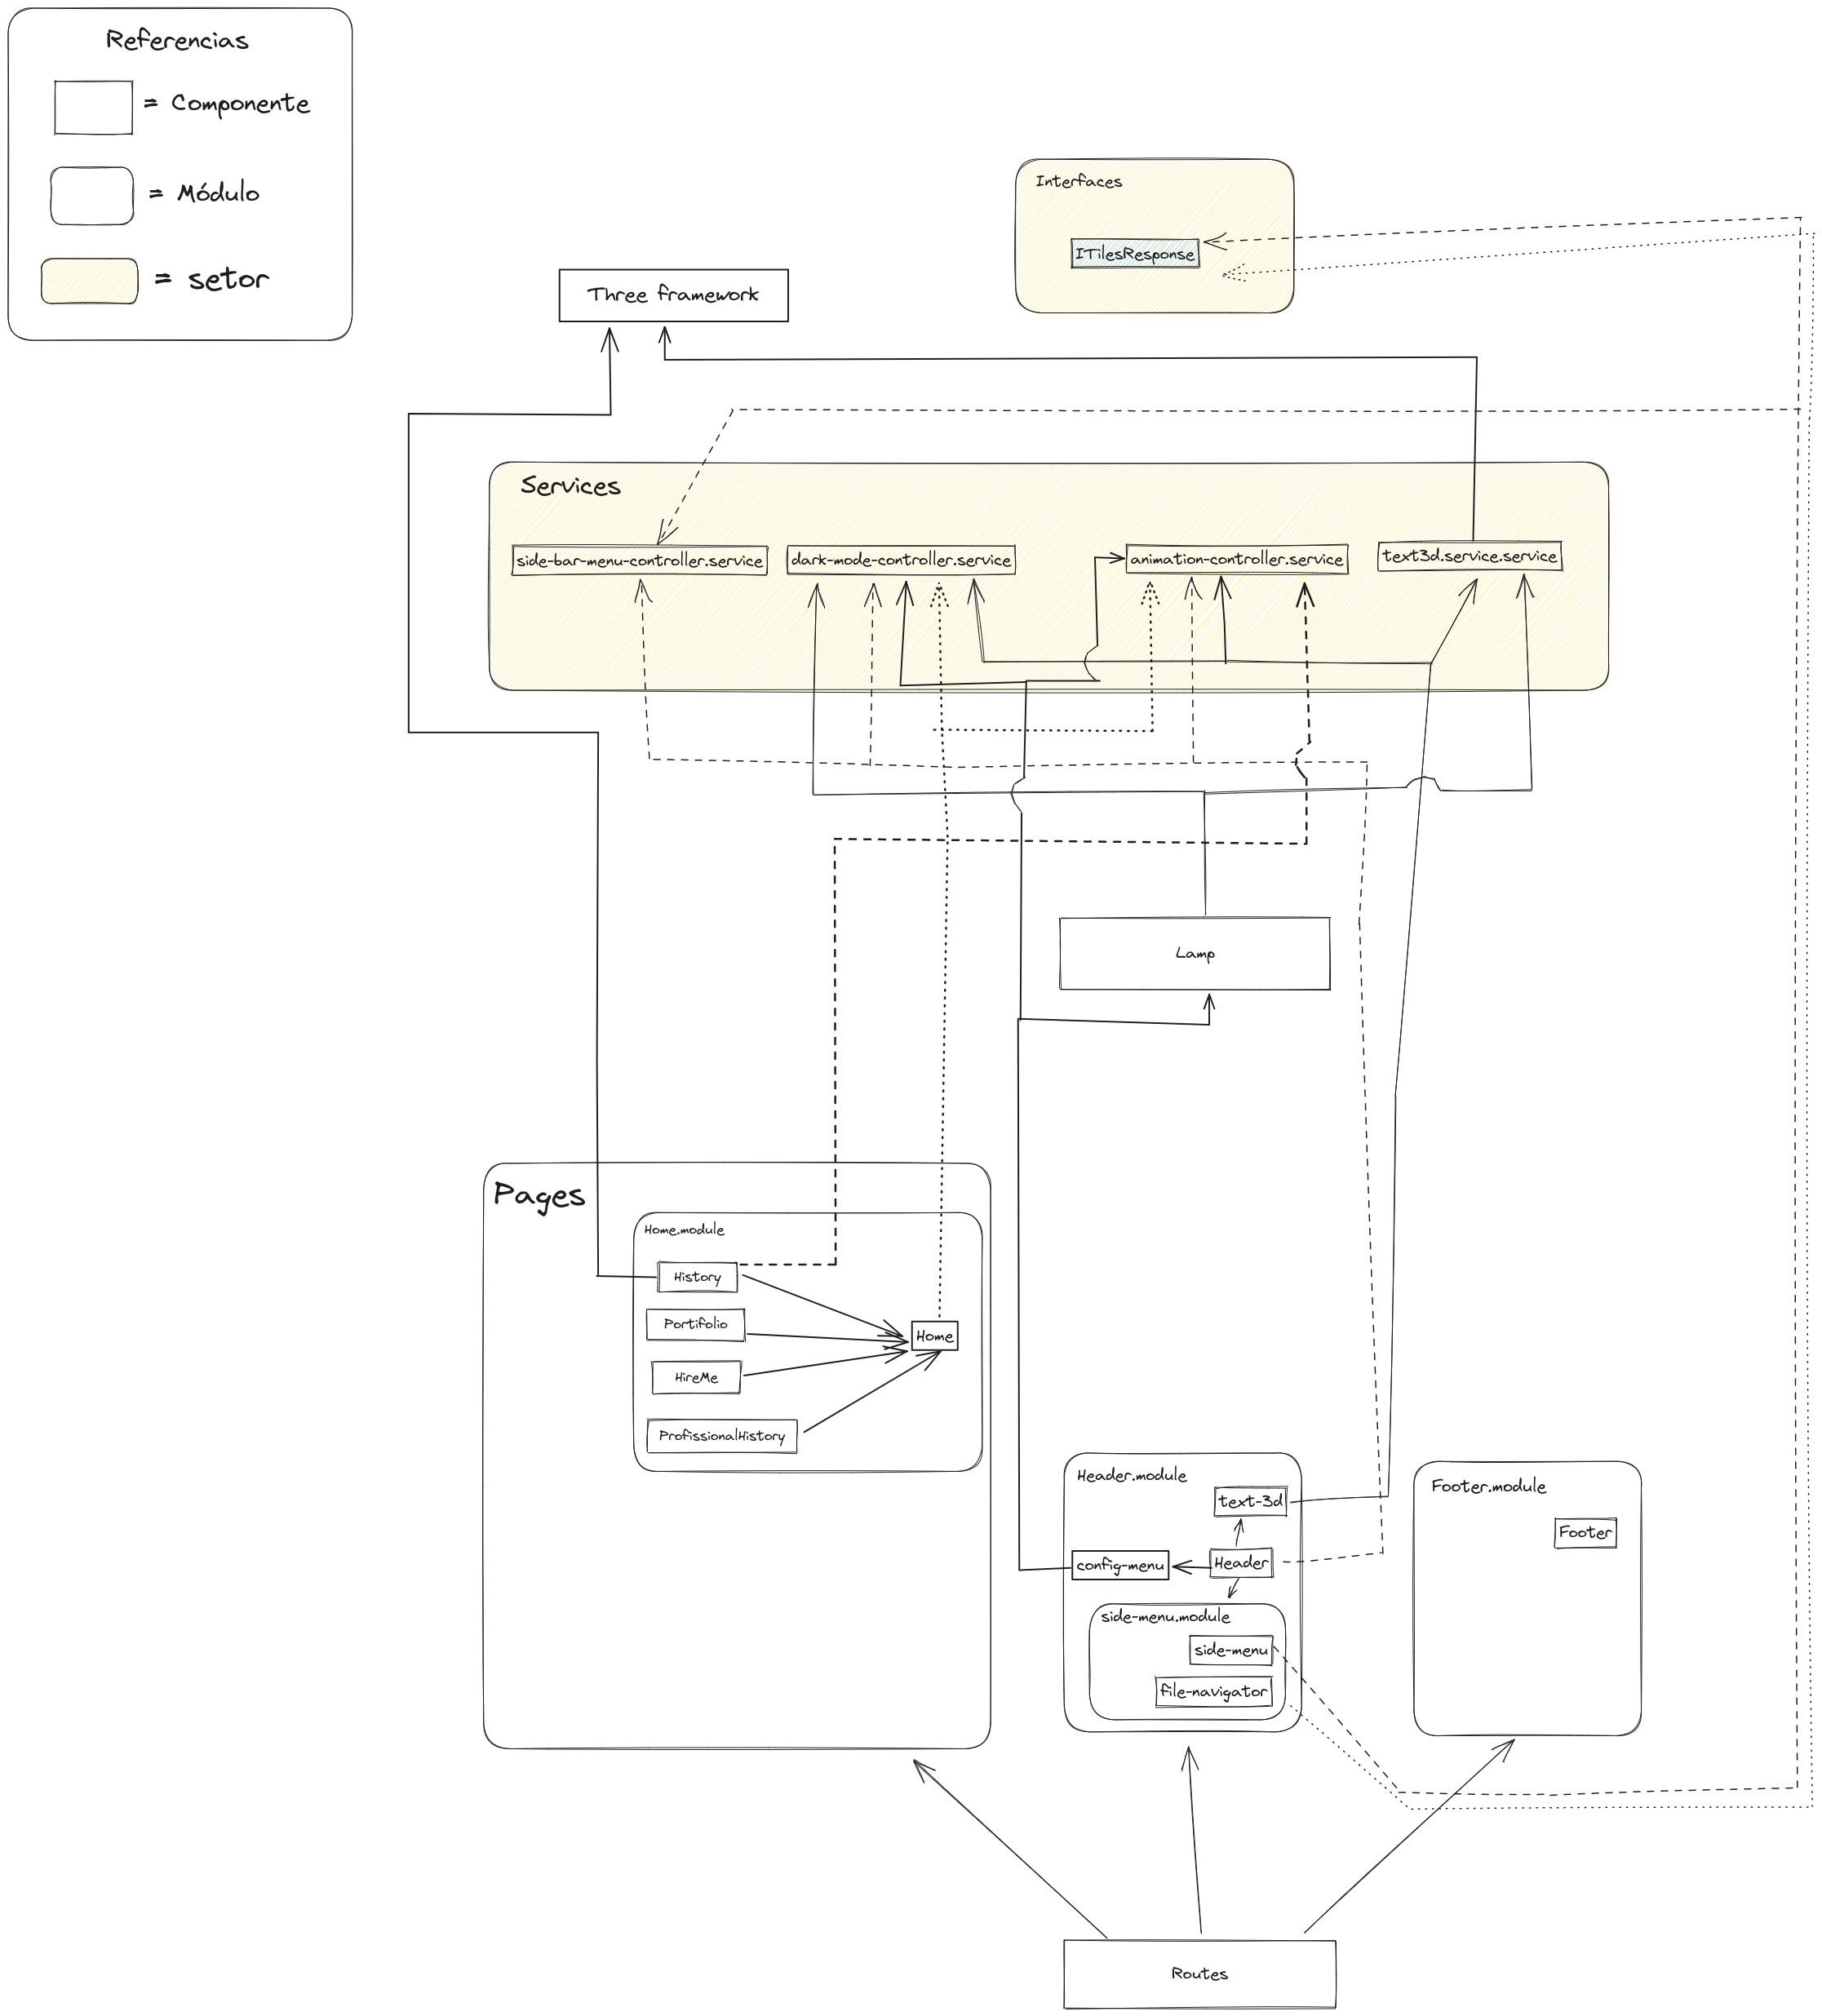 Referencias
= Componente
= Módulo
= setor
Interfaces
ITilesResponse
Three framework
Services
side-bar-menu-controller.service
dark-mode-controller.service
animation-controller.service
text3d.service.service
Lamp
Pages
Home.module
History
Portifolio
Home
HireMe
ProfissionalHistory
Header.module
text-3d
config-menu
Header
side-menu.module
side-menu
file-navigator
Footer.module
Footer
Routes